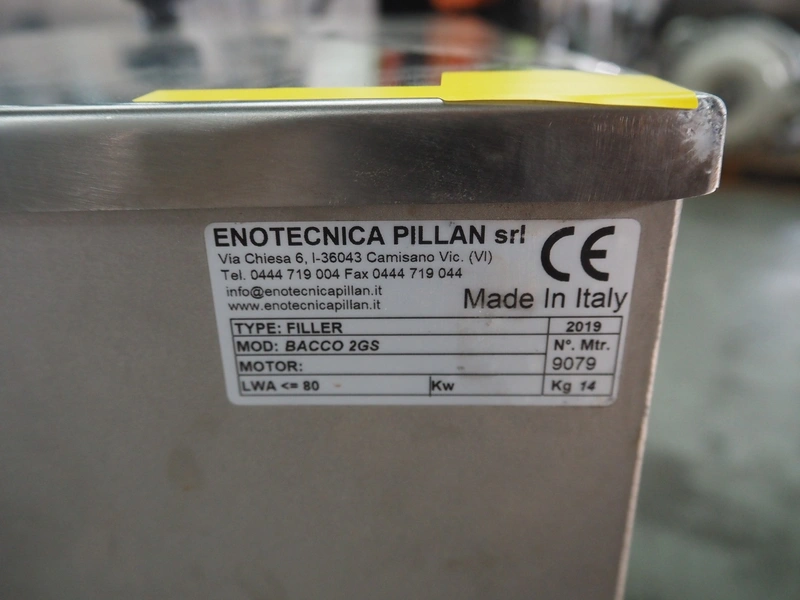 ENOTECNICA PILLAN srl
Via Chiesa 6, I-36043 Camisano Vic. (VI)
Tel. 0444 719 004 Fax 0444 719 044
info@enotecnicapillan.it
www.enotecnicapillan.it
CE
Made In Italy
TYPE: FILLER 2019
MOD: BACCO 2GS N°. Mtr.
MOTOR: 9079
LWA <= 80 Kw Kg 14